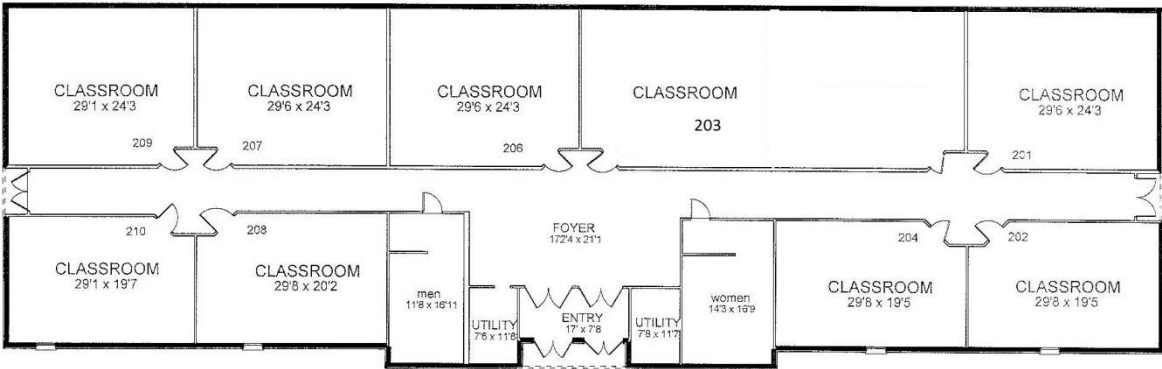 CLASSROOM
29'1 x 24'3
209
CLASSROOM
29'6 x 24'3
207
CLASSROOM
29'6 x 24'3
206
CLASSROOM
203
CLASSROOM
29'6 x 24'3
201
210
CLASSROOM
29'1 x 19'7
208
CLASSROOM
29'8 x 20'2
men
11'8 x 16'11
FOYER
172'4 x 21'1
UTILITY
7'6 x 11'8
ENTRY
17' x 7'8
UTILITY
7'8 x 11'7
women
14'3 x 16'9
204
CLASSROOM
29'8 x 19'5
202
CLASSROOM
29'8 x 19'5